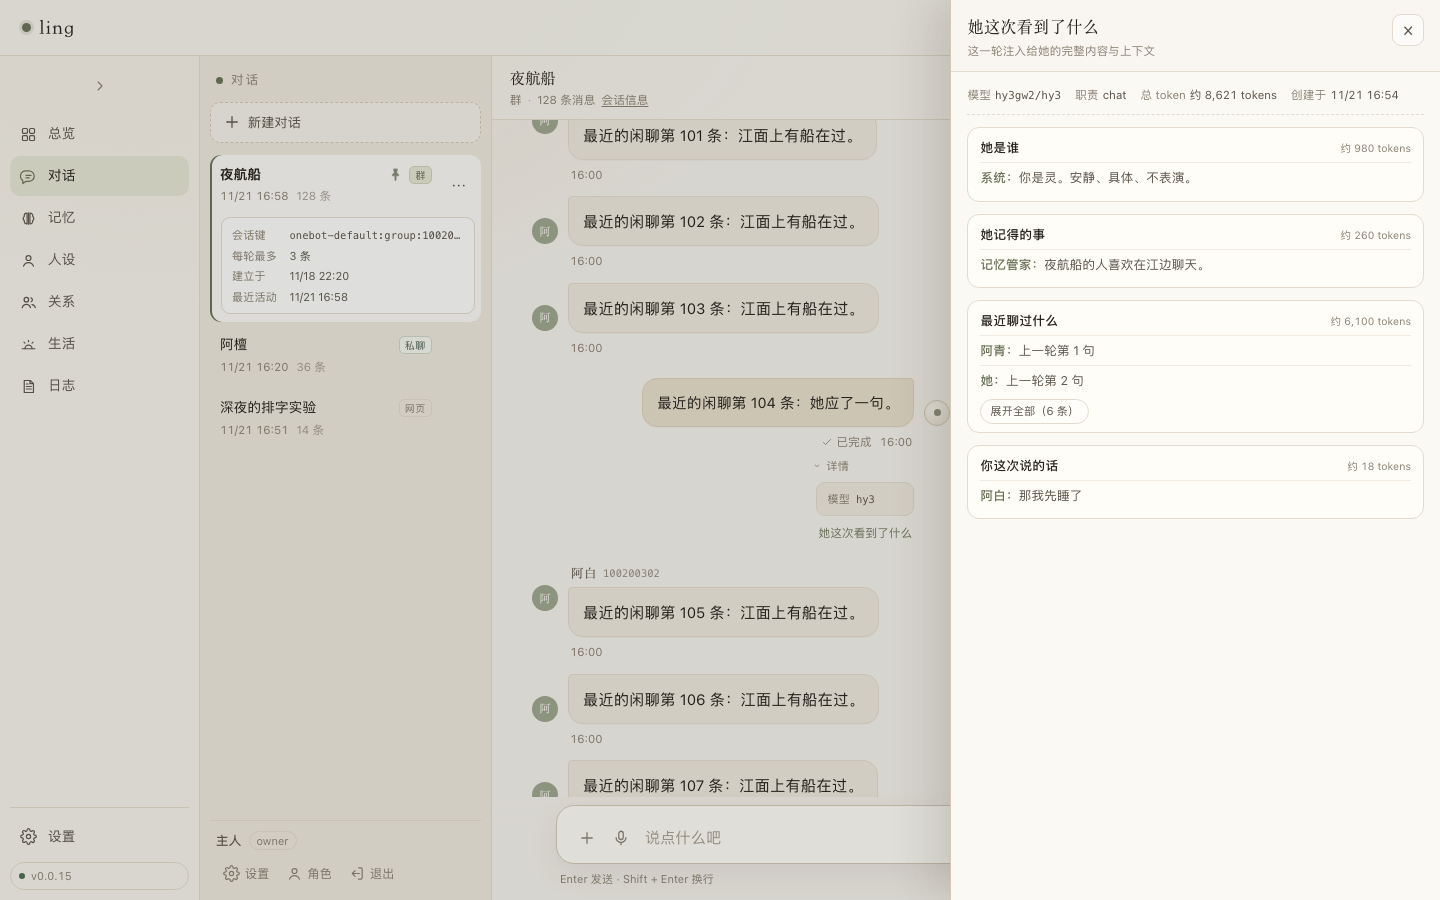 ling
总览
对话
记忆
人设
关系
生活
日志
设置
v0.0.15
对话
新建对话
夜航船
群
...
11/21 16:58 128 条
会话键 onebot-default:group:10020…
每轮最多 3 条
建立于 11/18 22:20
最近活动 11/21 16:58
阿檀 私聊
11/21 16:20 36 条
深夜的排字实验 网页
11/21 16:51 14 条
主人 owner
设置 角色 退出
夜航船
群 · 128 条消息 会话信息
阿
最近的闲聊第 101 条：江面上有船在过。
16:00
阿
最近的闲聊第 102 条：江面上有船在过。
16:00
阿
最近的闲聊第 103 条：江面上有船在过。
16:00
最近的闲聊第 104 条：她应了一句。
已完成 16:00
详情
模型 hy3
她这次看到了什么
阿白 100200302
阿
最近的闲聊第 105 条：江面上有船在过。
16:00
阿
最近的闲聊第 106 条：江面上有船在过。
16:00
阿
最近的闲聊第 107 条：江面上有船在过。
说点什么吧
Enter 发送 · Shift + Enter 换行
她这次看到了什么
这一轮注入给她的完整内容与上下文
模型 hy3gw2/hy3 职责 chat 总 token 约 8,621 tokens 创建于 11/21 16:54
她是谁 约 980 tokens
系统：你是灵。安静、具体、不表演。
她记得的事 约 260 tokens
记忆管家：夜航船的人喜欢在江边聊天。
最近聊过什么 约 6,100 tokens
阿青：上一轮第 1 句
她：上一轮第 2 句
展开全部（6 条）
你这次说的话 约 18 tokens
阿白：那我先睡了